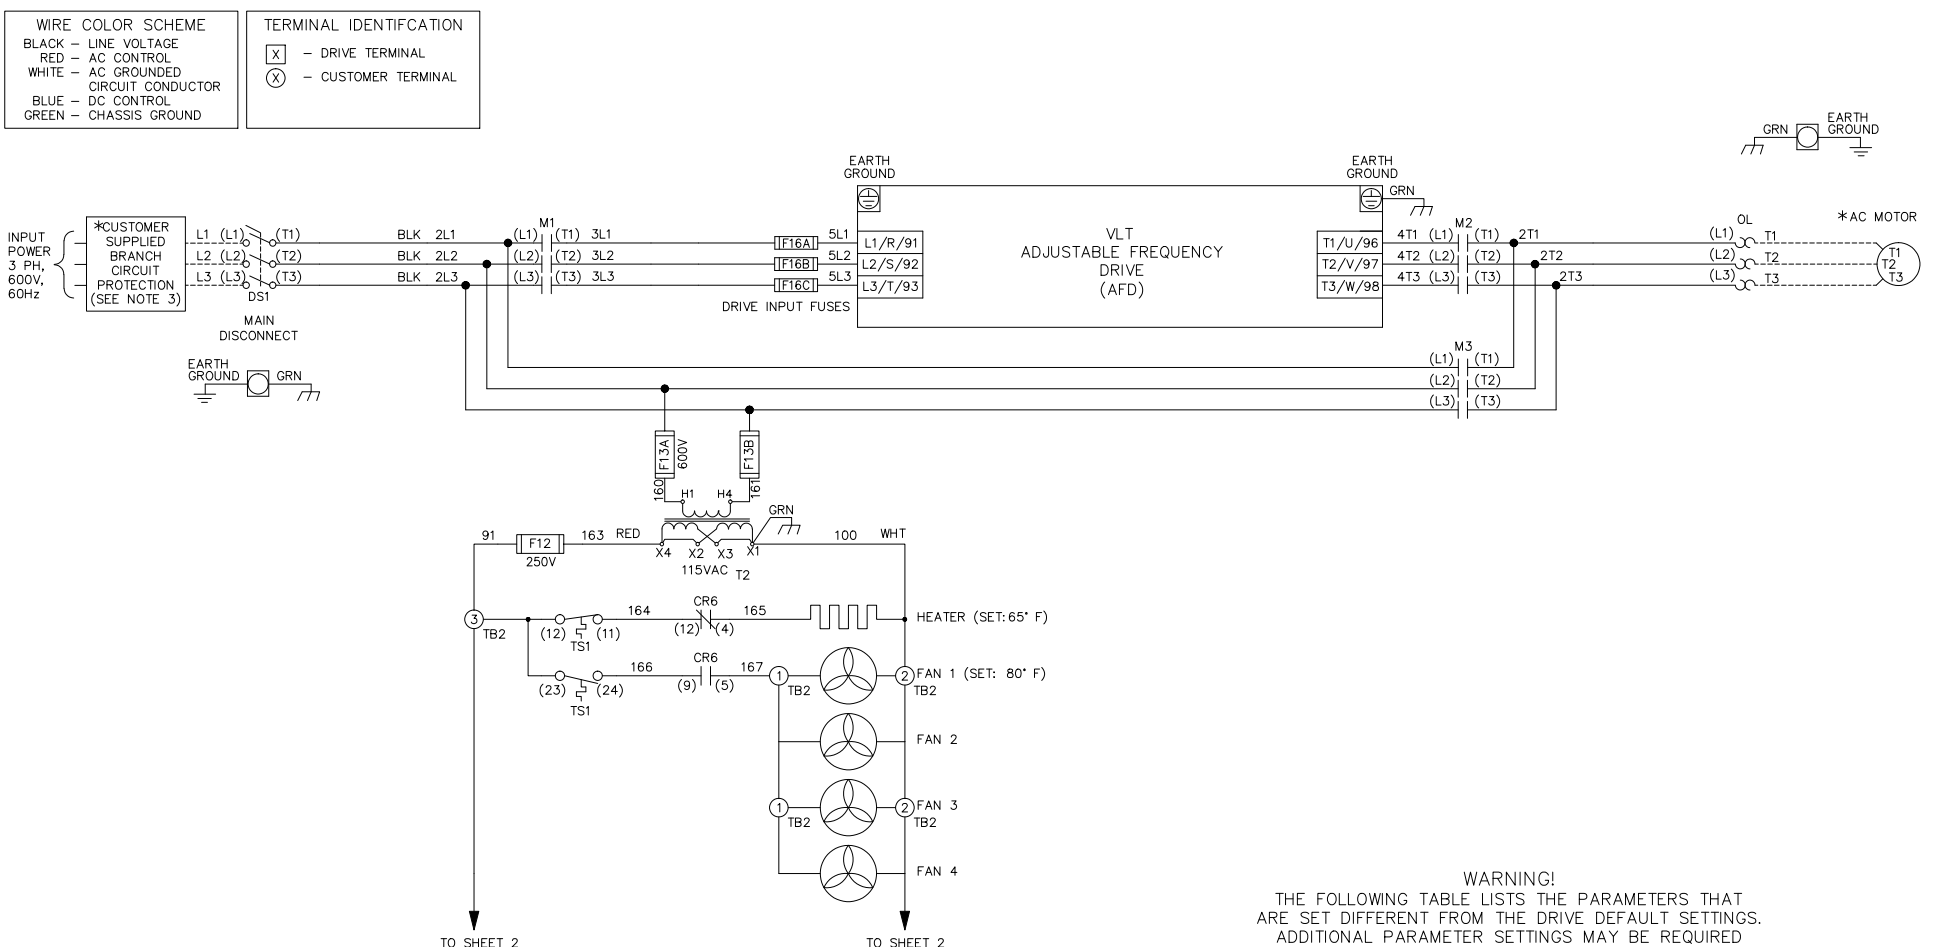 WIRE COLOR SCHEME
BLACK – LINE VOLTAGE
RED – AC CONTROL
WHITE – AC GROUNDED
CIRCUIT CONDUCTOR
BLUE – DC CONTROL
GREEN – CHASSIS GROUND
TERMINAL IDENTIFCATION
X – DRIVE TERMINAL
X – CUSTOMER TERMINAL
GRN
EARTH
GROUND
INPUT
POWER
3 PH,
600V,
60Hz
*CUSTOMER
SUPPLIED
BRANCH
CIRCUIT
PROTECTION
(SEE NOTE 3)
L1 (L1) (T1)
L2 (L2) (T2)
L3 (L3) (T3)
DS1
MAIN
DISCONNECT
BLK 2L1
BLK 2L2
BLK 2L3
M1
(L1) (T1) 3L1
(L2) (T2) 3L2
(L3) (T3) 3L3
F16A 5L1
F16B 5L2
F16C 5L3
DRIVE INPUT FUSES
EARTH
GROUND
L1/R/91
L2/S/92
L3/T/93
VLT
ADJUSTABLE FREQUENCY
DRIVE
(AFD)
EARTH
GROUND
GRN
T1/U/96
T2/V/97
T3/W/98
M2
4T1 (L1) (T1) 2T1
4T2 (L2) (T2) 2T2
4T3 (L3) (T3) 2T3
OL
(L1) T1
(L2) T2
(L3) T3
*AC MOTOR
T1
T2
T3
EARTH
GROUND GRN
M3
(L1) (T1)
(L2) (T2)
(L3) (T3)
F13A
600V
F13B
160
161
H1 H4
GRN
91
F12
250V
163 RED
X4 X2 X3 X1
115VAC T2
100 WHT
3
TB2
(12) (11)
TS1
164
CR6
(12) (4)
165
HEATER (SET:65° F)
(23) (24)
TS1
166
CR6
(9) (5)
167
1
TB2
2
TB2
FAN 1 (SET: 80° F)
FAN 2
1
TB2
2
TB2
FAN 3
FAN 4
TO SHEET 2
TO SHEET 2
WARNING!
THE FOLLOWING TABLE LISTS THE PARAMETERS THAT
ARE SET DIFFERENT FROM THE DRIVE DEFAULT SETTINGS.
ADDITIONAL PARAMETER SETTINGS MAY BE REQUIRED